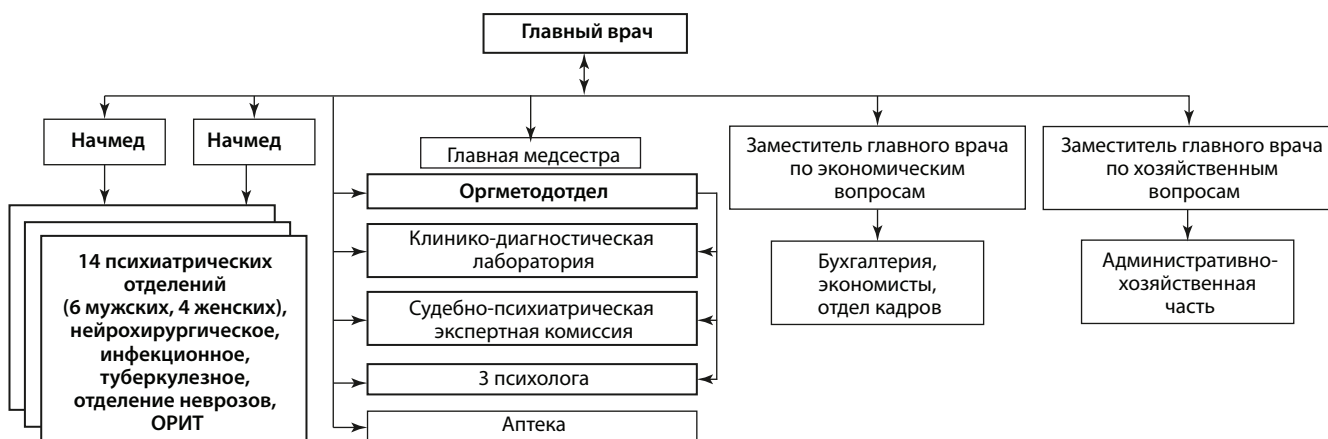 Главный врач
Начмед
Начмед
Главная медсестра
Заместитель главного врача
по экономическим
вопросам
Заместитель главного врача
по хозяйственным
вопросам
Оргметодотдел
Клинико-диагностическая
лаборатория
Судебно-психиатрическая
экспертная комиссия
3 психолога
Аптека
Бухгалтерия,
экономисты,
отдел кадров
Административно-
хозяйственная
часть
14 психиатрических
отделений
(6 мужских, 4 женских),
нейрохирургическое,
инфекционное,
туберкулезное,
отделение неврозов,
ОРИТ